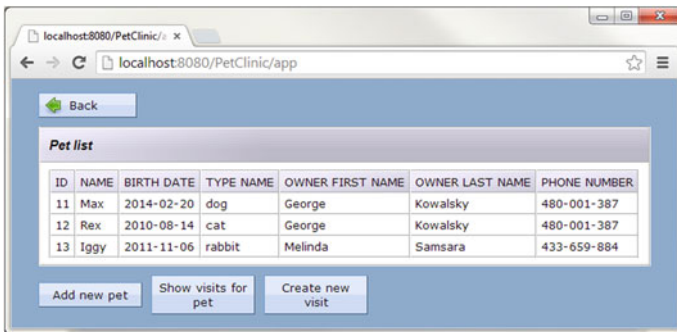 localhost:8080/PetClinic/a
localhost:8080/PetClinic/app
Back
Pet list
ID NAME BIRTH DATE TYPE NAME OWNER FIRST NAME OWNER LAST NAME PHONE NUMBER
11 Max 2014-02-20 dog George Kowalsky 480-001-387
12 Rex 2010-08-14 cat George Kowalsky 480-001-387
13 Iggy 2011-11-06 rabbit Melinda Samsara 433-659-884
Add new pet
Show visits for
pet
Create new
visit